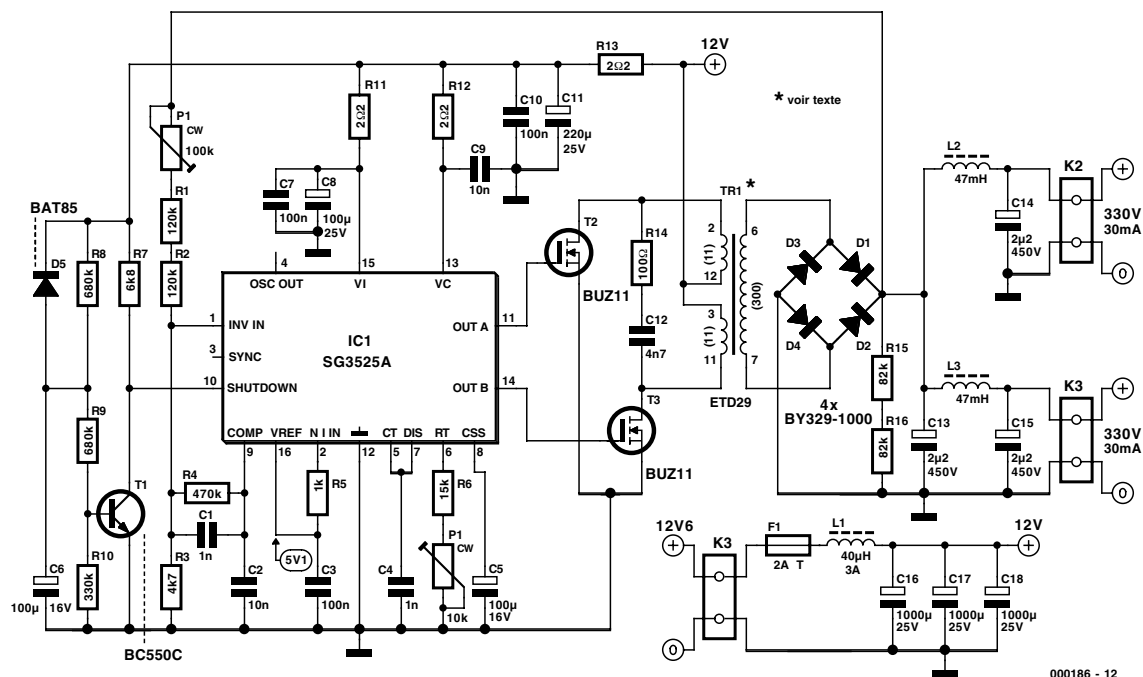 R13
2Ω2
12V
* voir texte
P1
CW
100k
R11
2Ω2
R12
2Ω2
C10
100n
C11
220µ
25V
C9
10n
L2
47mH
K2
BAT85
R1
120k
C7
100n
C8
100µ
25V
T2
BUZ11
R14
100Ω
TR1 *
2
(11)
12
3
(11)
11
6
(300)
7
ETD29
D3
D1
D4
D2
4x
BY329-1000
C14
2µ2
450V
330V
30mA
0
D5
R8
680k
R7
6k8
R2
120k
4
OSC OUT
15
VI
13
VC
1
INV IN
3
SYNC
10
SHUTDOWN
IC1
SG3525A
OUT A
11
OUT B
14
C12
4n7
T3
BUZ11
R15
82k
R16
82k
L3
47mH
K3
C13
2µ2
450V
C15
2µ2
450V
330V
30mA
0
COMP
VREF
N I IN
CT
DIS
RT
CSS
9
16
2
12
5
7
6
8
R9
680k
R4
470k
C1
1n
R5
1k
R6
15k
T1
5V1
P1
CW
10k
C6
100µ
16V
R10
330k
R3
4k7
C2
10n
C3
100n
C4
1n
C5
100µ
16V
BC550C
12V6
K3
F1
2A T
L1
40µH
3A
12V
C16
1000µ
25V
C17
1000µ
25V
C18
1000µ
25V
0
000186 - 12